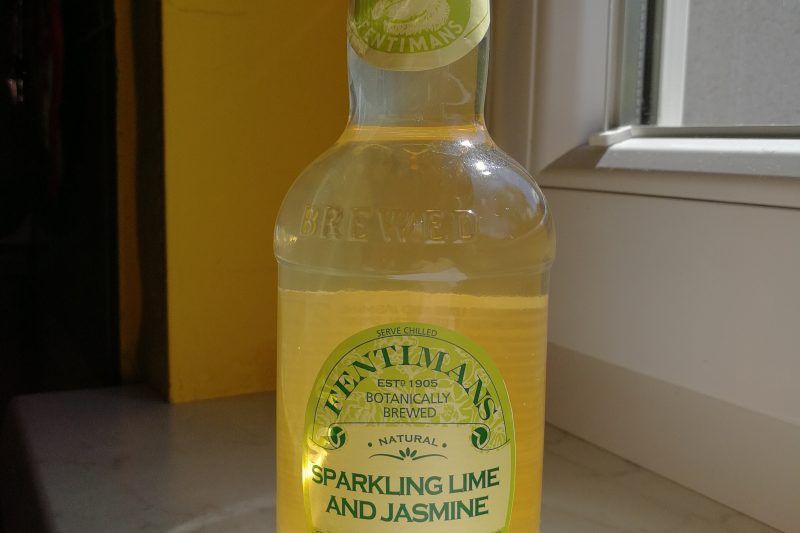 FENTIMANS
BREWED
SERVE CHILLED
FENTIMANS
ESTD 1905
BOTANICALLY
BREWED
• NATURAL •
SPARKLING LIME
AND JASMINE